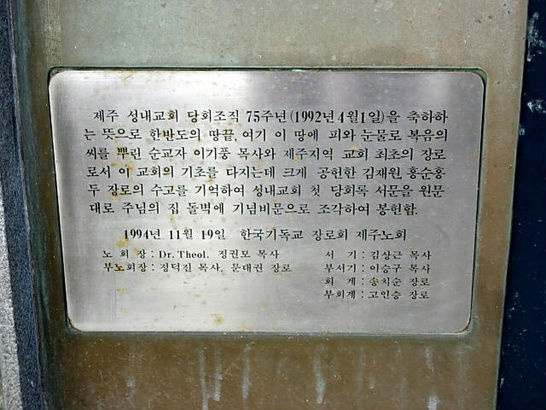 제주 성내교회 당회조직 75주년(1992년 4월1일)을 축하하
는 뜻으로 한반도의 땅끝, 여기 이 땅에 피와 눈물로 복음의
씨를 뿌린 순교자 이기풍 목사와 제주지역 교회 최초의 장로
로서 이 교회의 기초를 다지는데 크게 공헌한 김재원 홍순흥
두 장로의 수고를 기억하여 성내교회 첫 당회록 서문을 원문
대로 주님의 집 돌벽에 기념비문으로 조각하여 봉헌함.
1994년 11월 19일 한국기독교 장로회 제주노회
노 회 장 : Dr. Theol. 정권모 목사 서 기 : 김상근 목사
부노회장 : 정덕진 목사, 문대권 장로 부서기 : 이승구 목사
회 계 : 송치순 장로
부회계 : 고인승 장로